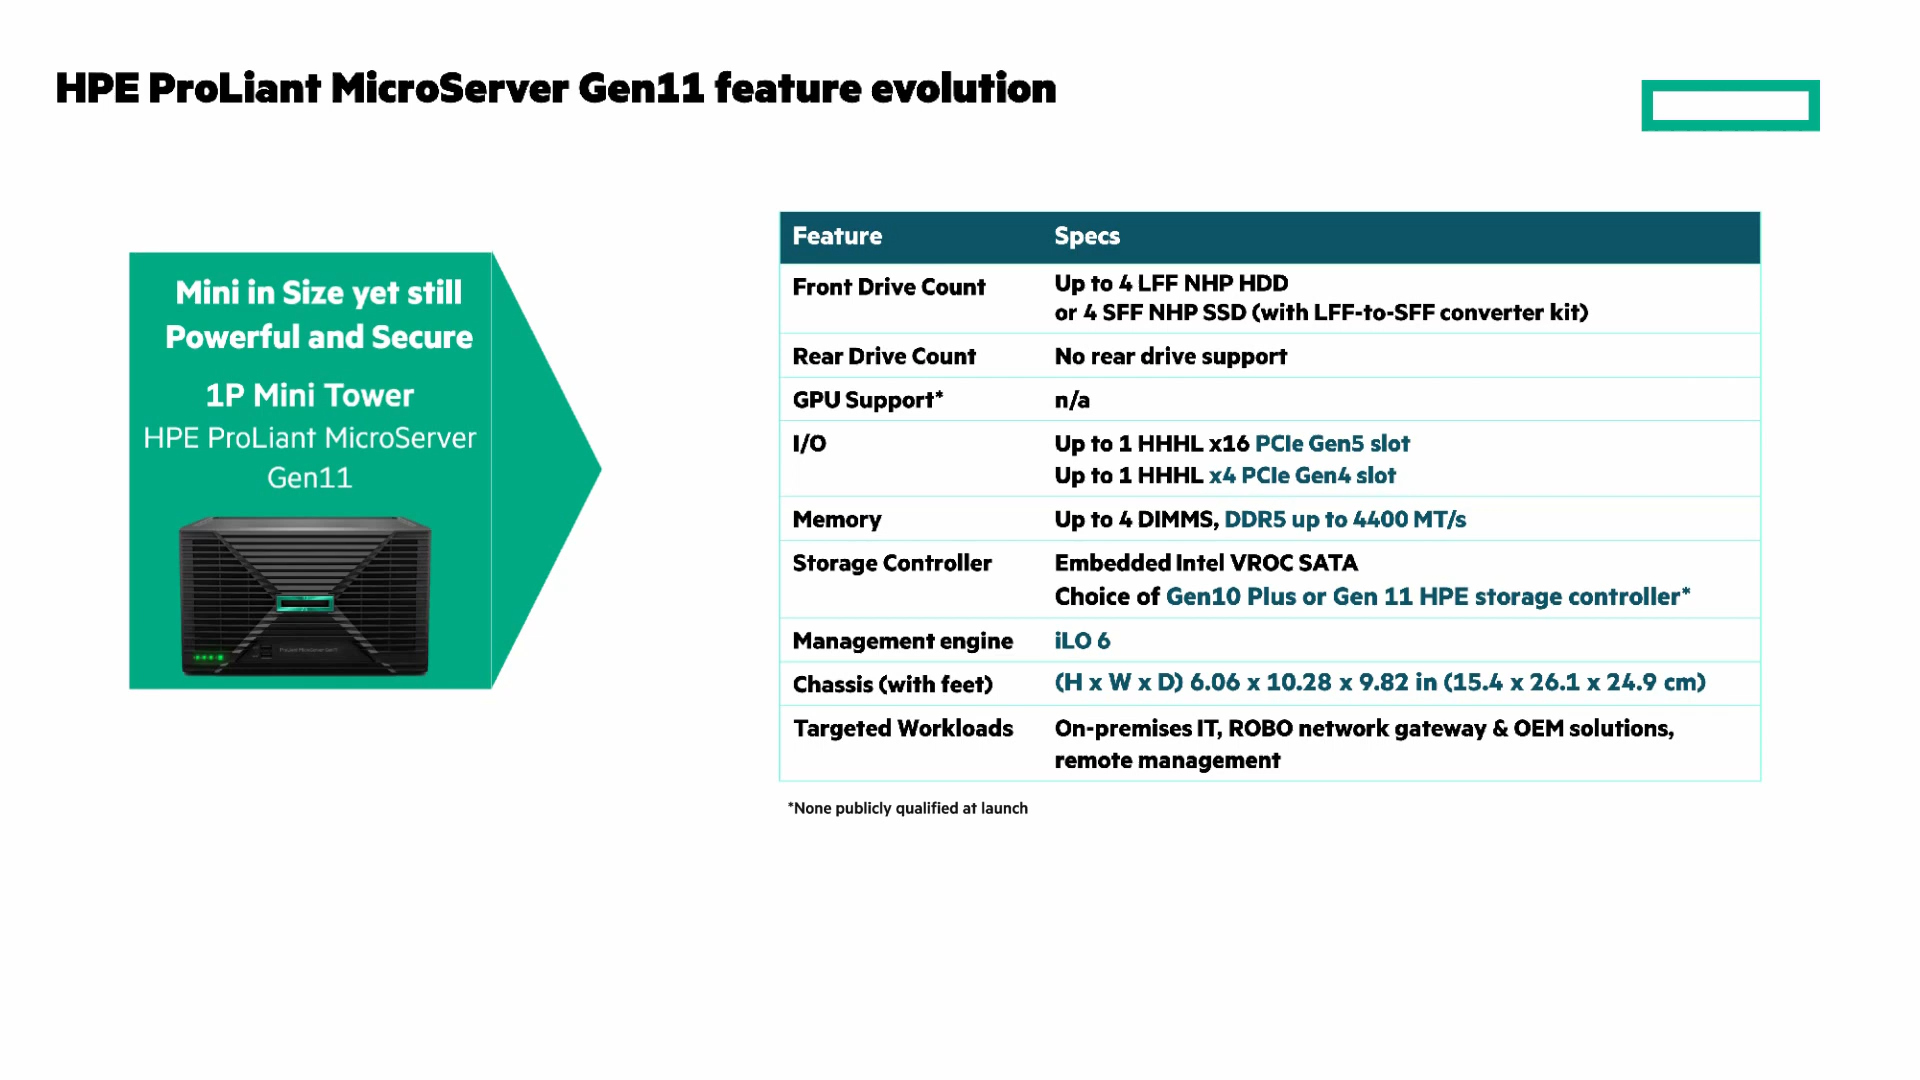 HPE ProLiant MicroServer Gen11 feature evolution
Mini in Size yet still
Powerful and Secure
1P Mini Tower
HPE ProLiant MicroServer
Gen11
ProLiant MicroServer Gen11
Feature Specs
Front Drive Count Up to 4 LFF NHP HDD
or 4 SFF NHP SSD (with LFF-to-SFF converter kit)
Rear Drive Count No rear drive support
GPU Support* n/a
I/O Up to 1 HHHL x16 PCIe Gen5 slot
Up to 1 HHHL x4 PCIe Gen4 slot
Memory Up to 4 DIMMS, DDR5 up to 4400 MT/s
Storage Controller Embedded Intel VROC SATA
Choice of Gen10 Plus or Gen 11 HPE storage controller*
Management engine iLO 6
Chassis (with feet) (H x W x D) 6.06 x 10.28 x 9.82 in (15.4 x 26.1 x 24.9 cm)
Targeted Workloads On-premises IT, ROBO network gateway & OEM solutions,
remote management
*None publicly qualified at launch